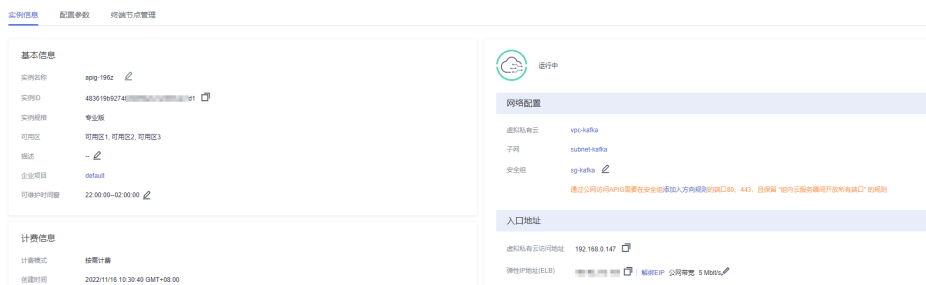 实例信息 配置参数 终端节点管理
基本信息
实例名称 apig-196z
实例ID 483619b9274 d1
实例规格 专业版
可用区 可用区1, 可用区2, 可用区3
描述 --
企业项目 default
可维护时间窗 22:00:00--02:00:00
计费信息
计费模式 按需计费
创建时间 2022/11/16 10:30:40 GMT+08:00
运行中
网络配置
虚拟私有云 vpc-kafka
子网 subnet-kafka
安全组 sg-kafka
通过公网访问APIG需要在安全组添加入方向规则的端口80、443，且保留 "组内云服务器间开放所有端口" 的规则
入口地址
虚拟私有云访问地址 192.168.0.147
弹性IP地址(ELB) 解绑EIP 公网带宽 5 Mbit/s